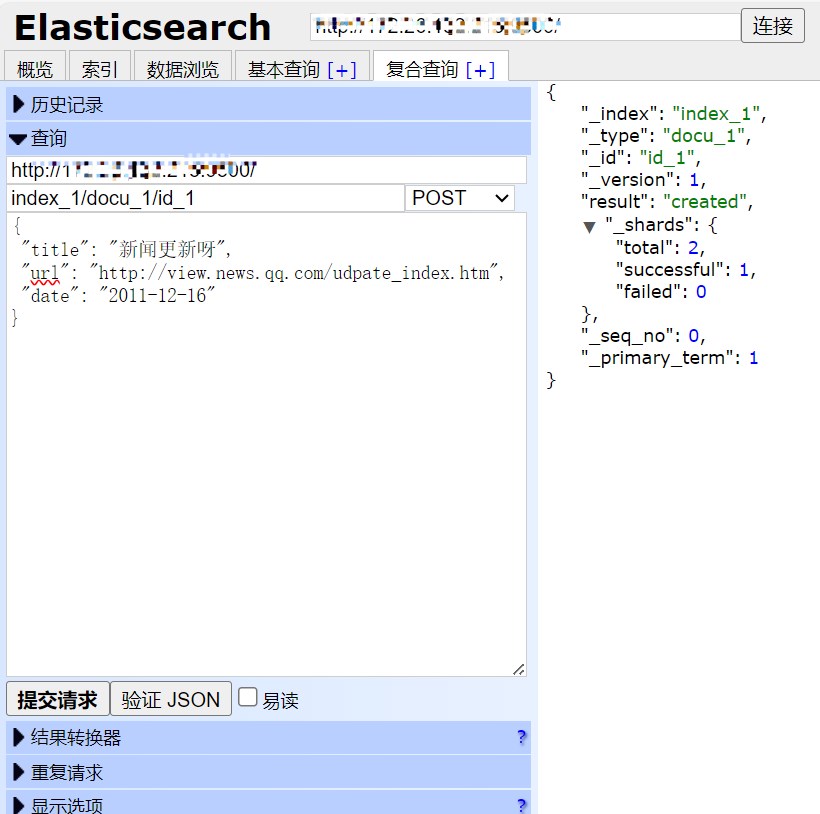 Elasticsearch
连接
概览 索引 数据浏览 基本查询 [+] 复合查询 [+]
历史记录
查询
index_1/docu_1/id_1 POST
{
"title": "新闻更新呀",
"url": "http://view.news.qq.com/udpate_index.htm",
"date": "2011-12-16"
}
提交请求 验证 JSON 易读
结果转换器 ?
重复请求
显示选项 ?
{
"_index": "index_1",
"_type": "docu_1",
"_id": "id_1",
"_version": 1,
"result": "created",
▼ "_shards": {
"total": 2,
"successful": 1,
"failed": 0
},
"_seq_no": 0,
"_primary_term": 1
}